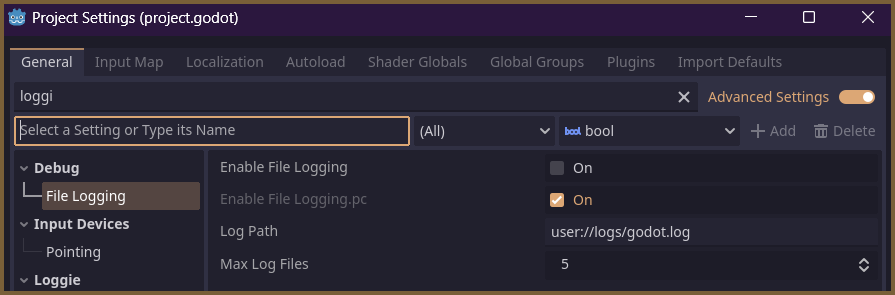 Project Settings (project.godot)
General Input Map Localization Autoload Shader Globals Global Groups Plugins Import Defaults
loggi Advanced Settings
Select a Setting or Type its Name (All) bool bool Add Delete
Debug
File Logging
Input Devices
Pointing
Loggie
Enable File Logging On
Enable File Logging.pc On
Log Path user://logs/godot.log
Max Log Files 5